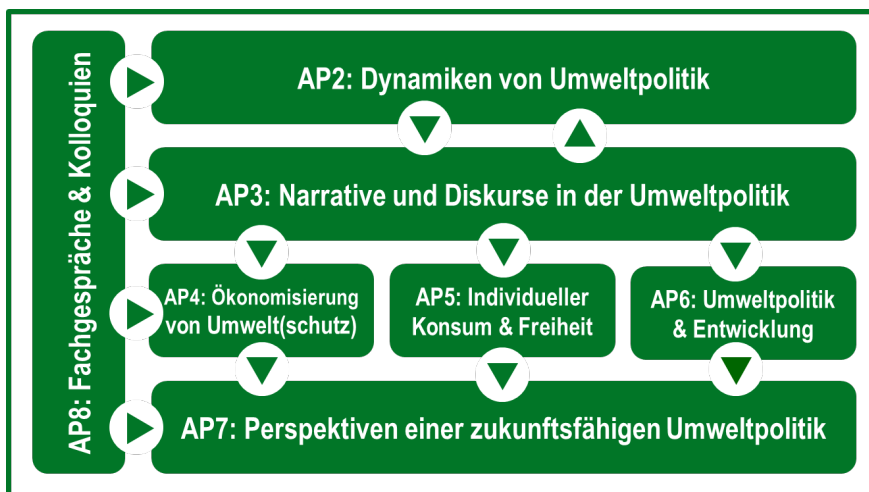 AP8: Fachgespräche & Kolloquien
AP2: Dynamiken von Umweltpolitik
AP3: Narrative und Diskurse in der Umweltpolitik
AP4: Ökonomisierung
von Umwelt(schutz)
AP5: Individueller
Konsum & Freiheit
AP6: Umweltpolitik
& Entwicklung
AP7: Perspektiven einer zukunftsfähigen Umweltpolitik